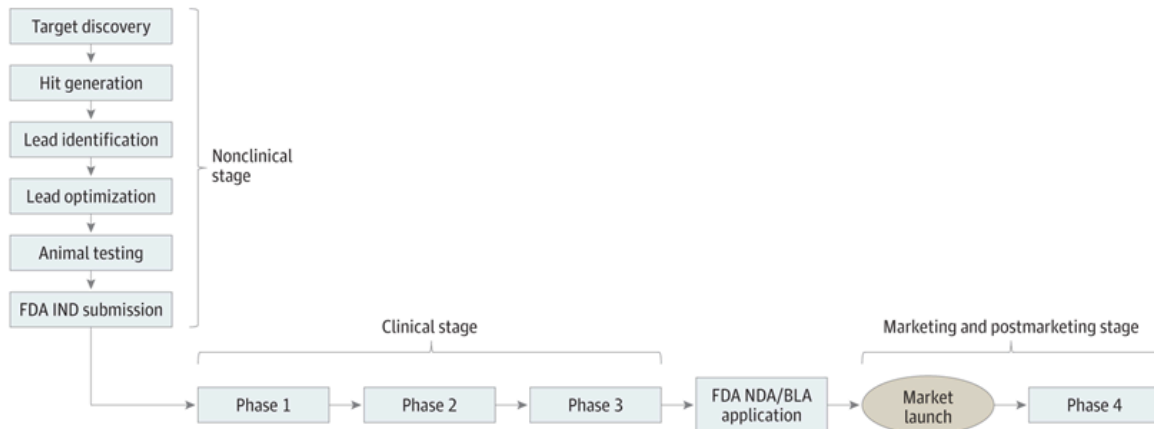 Target discovery
Hit generation
Lead identification
Lead optimization
Animal testing
FDA IND submission
Nonclinical
stage
Clinical stage
Phase 1
Phase 2
Phase 3
FDA NDA/BLA
application
Marketing and postmarketing stage
Market
launch
Phase 4